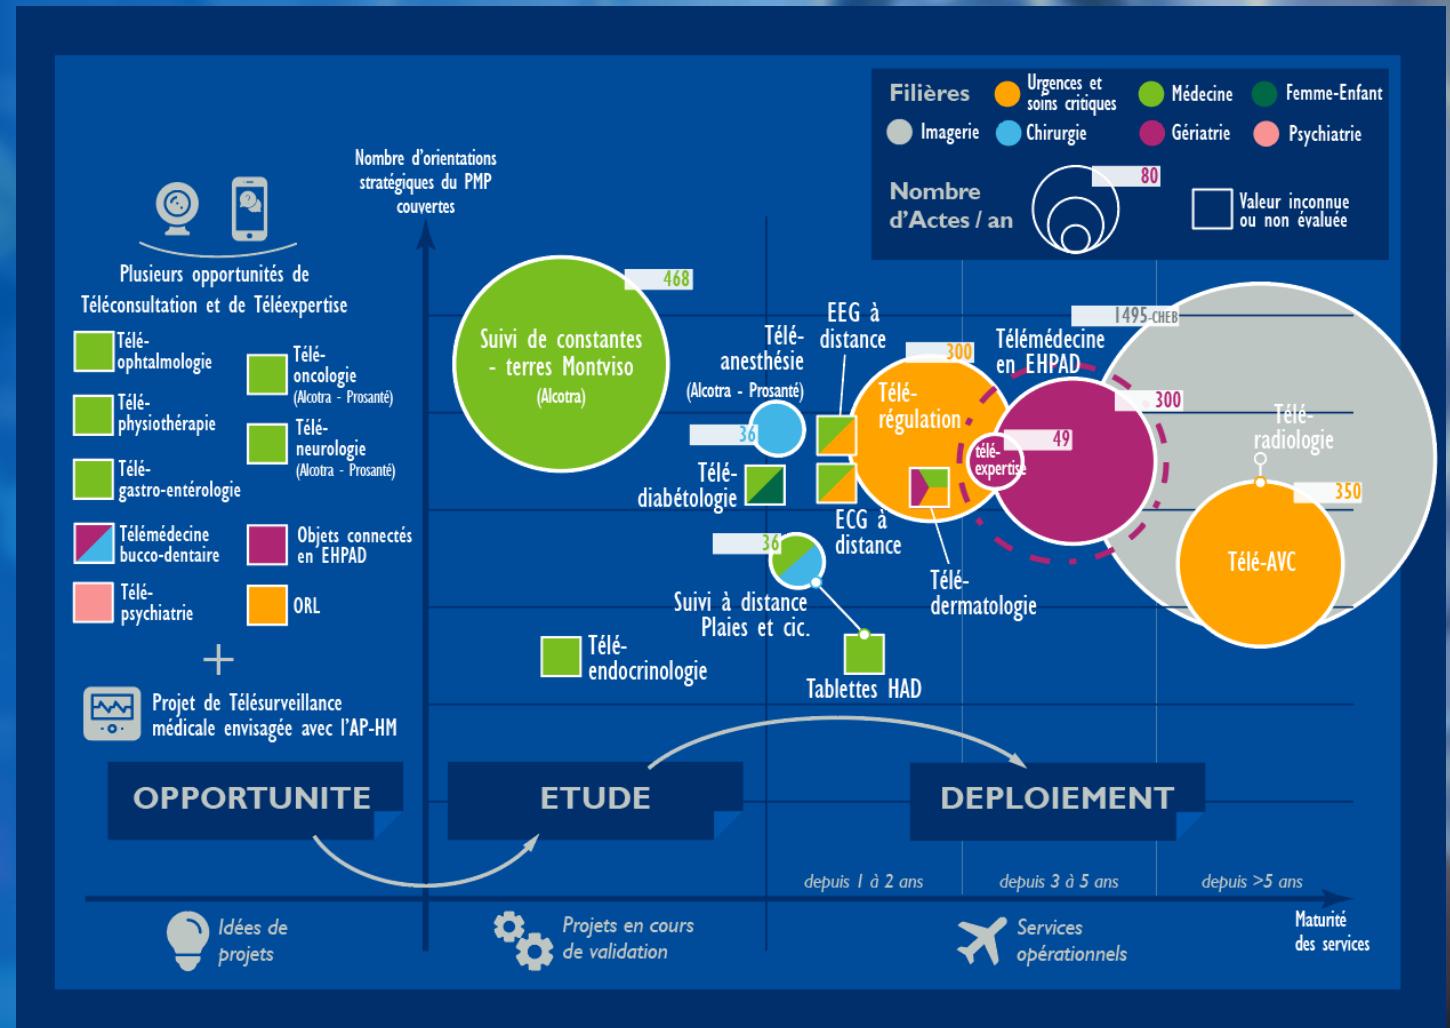 Filières
Urgences et
soins critiques
Médecine
Femme-Enfant
Imagerie
Chirurgie
Gériatrie
Psychiatrie
Nombre
d'Actes / an
80
Valeur inconnue
ou non évaluée
Nombre d'orientations
stratégiques du PMP
couvertes
Plusieurs opportunités de
Téléconsultation et de Téléexpertise
Télé-
ophtalmologie
Télé-
oncologie
(Alcotra - Prosanté)
Télé-
physiothérapie
Télé-
neurologie
(Alcotra - Prosanté)
Télé-
gastro-entérologie
Télémédecine
bucco-dentaire
Objets connectés
en EHPAD
Télé-
psychiatrie
ORL
+
Projet de Télésurveillance
médicale envisagée avec l'AP-HM
468
Suivi de constantes
- terres Montviso
(Alcotra)
Télé-
anesthésie
(Alcotra - Prosanté)
36
EEG à
distance
300
Télé-
régulation
Télémédecine
en EHPAD
1495-CHEB
300
49
télé-
expertise
Télé-
radiologie
350
Télé-AVC
Télé-
diabétologie
ECG à
distance
36
Suivi à distance
Plaies et cic.
Télé-
dermatologie
Télé-
endocrinologie
Tablettes HAD
OPPORTUNITE
ETUDE
DEPLOIEMENT
depuis 1 à 2 ans
depuis 3 à 5 ans
depuis >5 ans
Idées de
projets
Projets en cours
de validation
Services
opérationnels
Maturité
des services